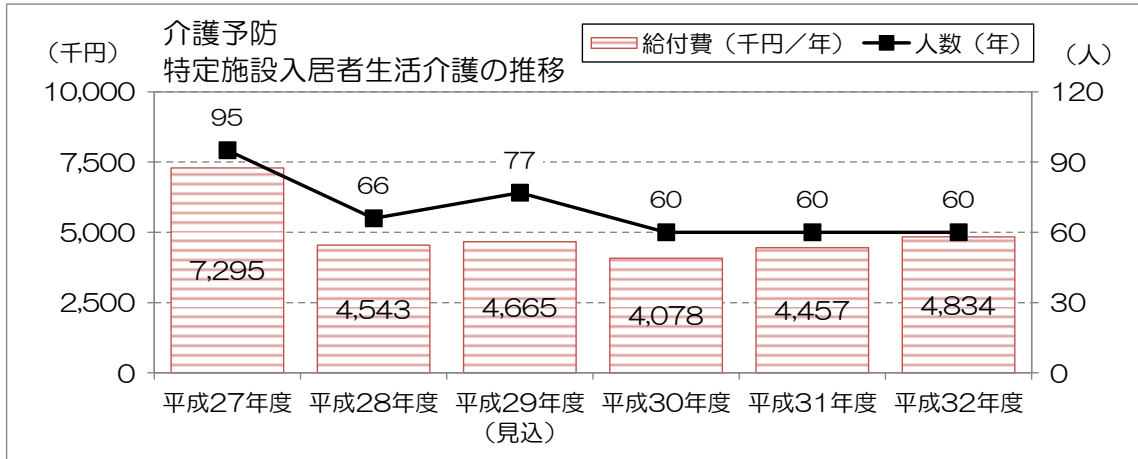 介護予防
特定施設入居者生活介護の推移
給付費（千円／年） 人数（年）
（千円） （人）
10,000 120
95
7,500 77 90
66 60 60 60
5,000 60
7,295 4,543 4,665 4,078 4,457 4,834
2,500 30
0 0
平成27年度 平成28年度 平成29年度 平成30年度 平成31年度 平成32年度
（見込）